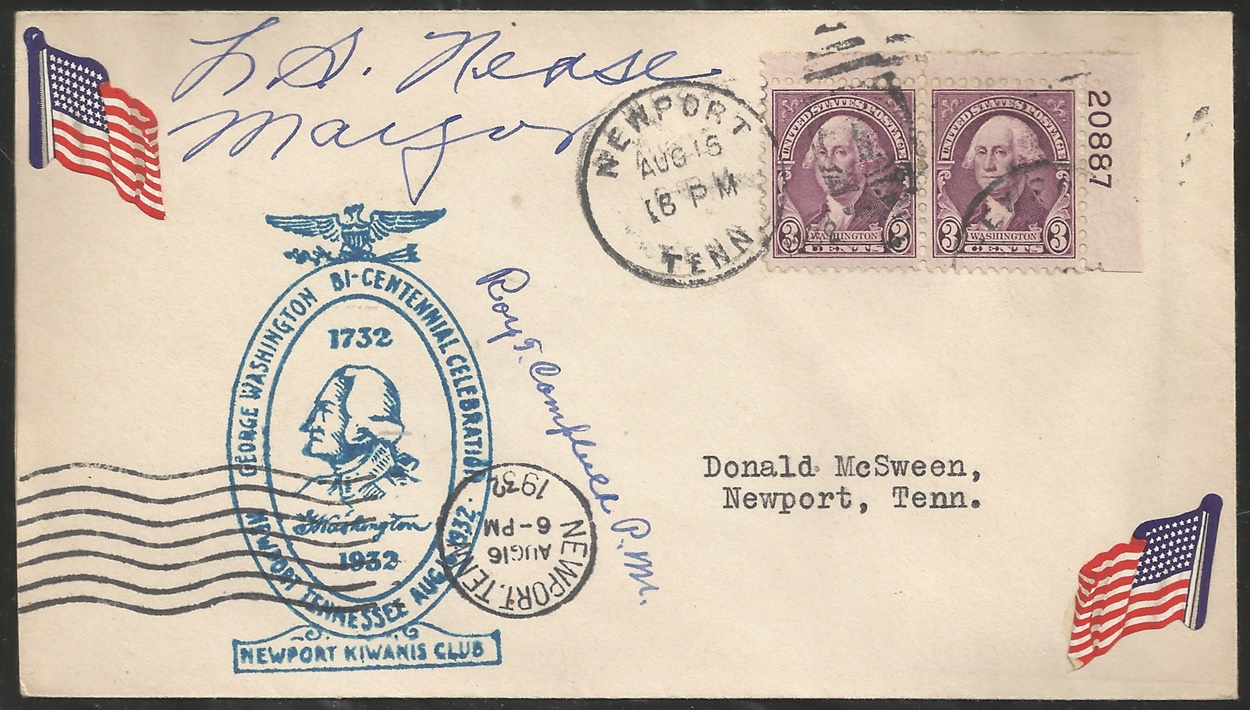 L. S. Nease
Mayor
NEWPORT
AUG 16
6 PM
TENN
UNITED STATES POSTAGE
3 WASHINGTON 3
CENTS
UNITED STATES POSTAGE
3 WASHINGTON 3
CENTS
20887
GEORGE WASHINGTON BI-CENTENNIAL CELEBRATION
1732
Washington
1932
NEWPORT TENNESSEE AUG. 1932
NEWPORT KIWANIS CLUB
Roy T. Campbell P.M.
NEWPORT, TENN.
AUG 16
6-PM
1932
Donald McSween,
Newport, Tenn.